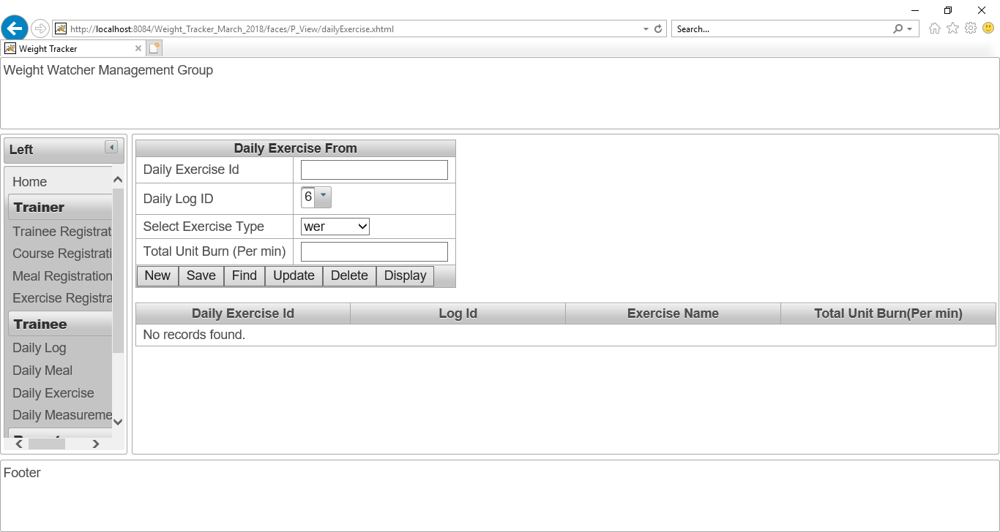 http://localhost:8084/Weight_Tracker_March_2018/faces/P_View/dailyExercise.xhtml
Search...
Weight Tracker
Weight Watcher Management Group
Left
Home
Trainer
Trainee Registrat
Course Registrati
Meal Registration
Exercise Registra
Trainee
Daily Log
Daily Meal
Daily Exercise
Daily Measureme
Daily Exercise From
Daily Exercise Id
Daily Log ID 6
Select Exercise Type wer
Total Unit Burn (Per min)
New Save Find Update Delete Display
Daily Exercise Id Log Id Exercise Name Total Unit Burn(Per min)
No records found.
Footer